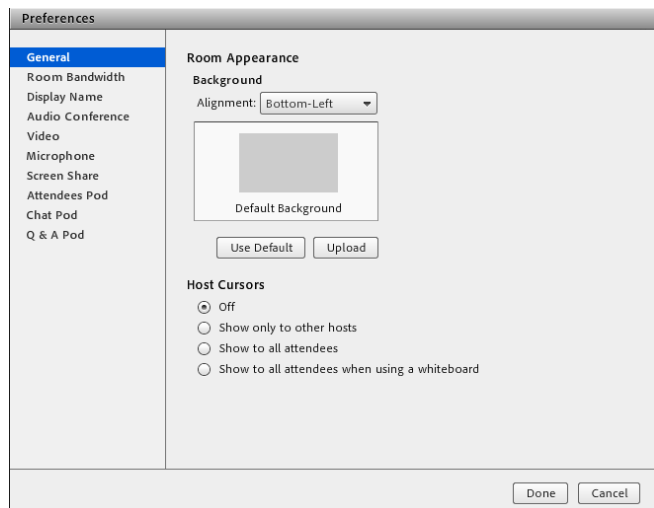 Preferences
General
Room Bandwidth
Display Name
Audio Conference
Video
Microphone
Screen Share
Attendees Pod
Chat Pod
Q & A Pod
Room Appearance
Background
Alignment: Bottom-Left
Default Background
Use Default Upload
Host Cursors
Off
Show only to other hosts
Show to all attendees
Show to all attendees when using a whiteboard
Done Cancel